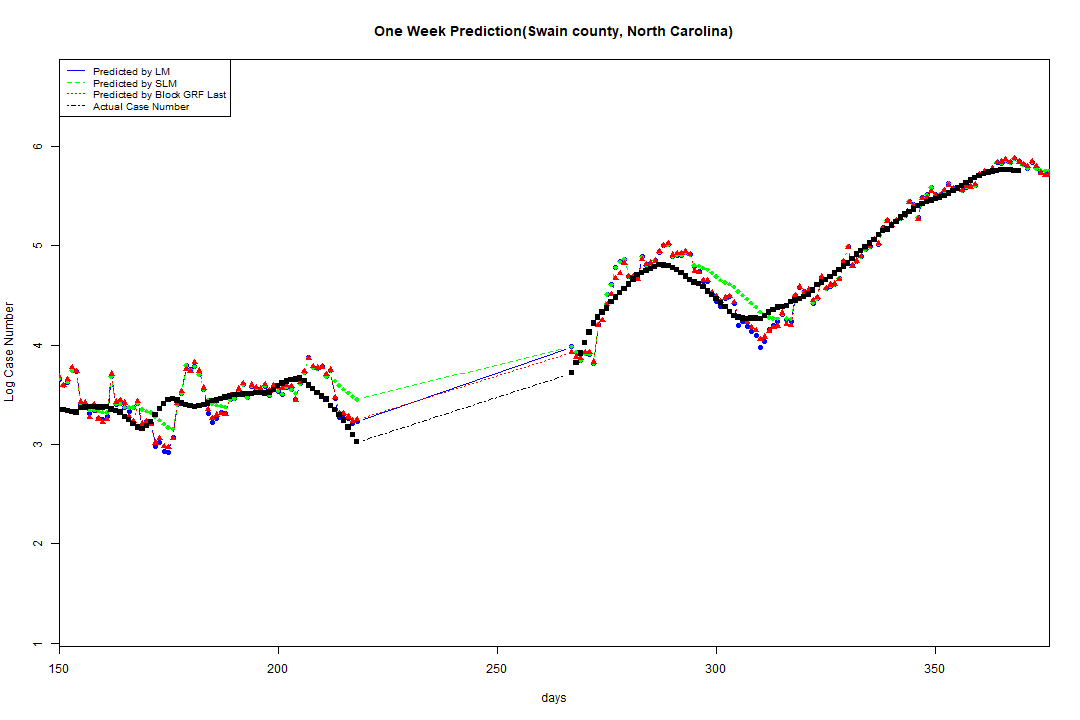 One Week Prediction(Swain county, North Carolina)
Predicted by LM
Predicted by SLM
Predicted by Block GRF Last
Actual Case Number
6
5
4
3
2
1
Log Case Number
150 200 250 300 350
days